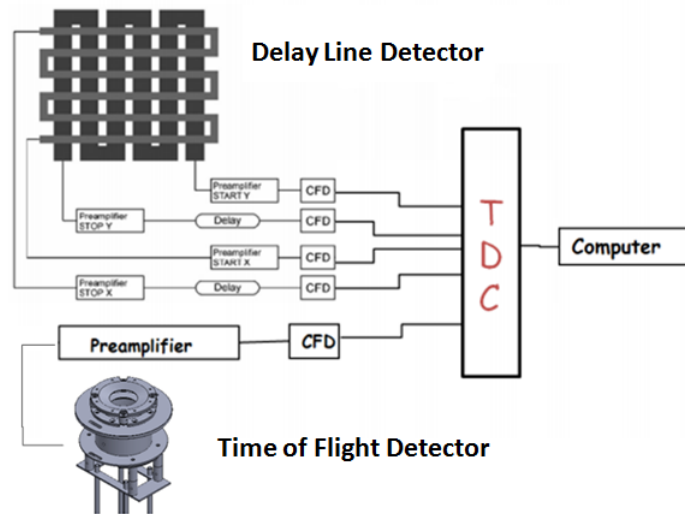 Delay Line Detector
Preamplifier
START Y
CFD
Preamplifier
STOP Y
Delay
CFD
Preamplifier
START X
CFD
Preamplifier
STOP X
Delay
CFD
Preamplifier
CFD
T
D
C
Computer
Time of Flight Detector